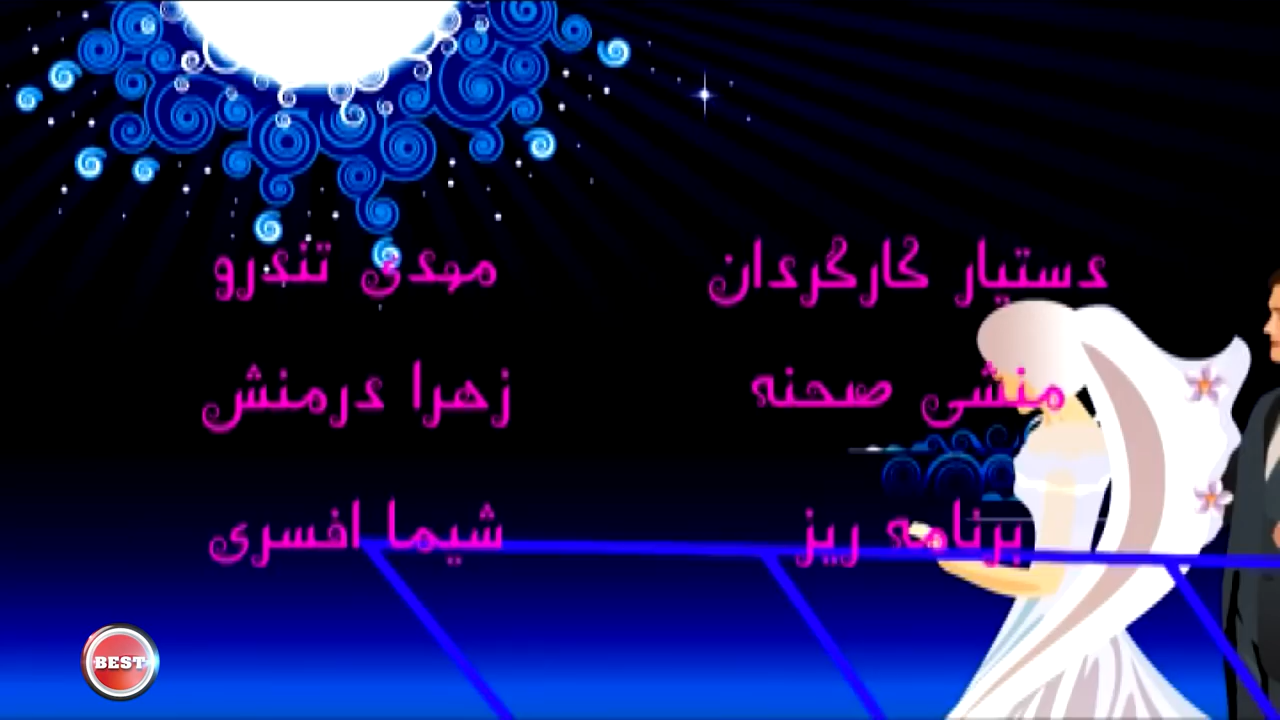 دستیار کارگردان مهدی تندرو
منشی صحنه زهرا درمنش
برنامه ریز شیما افسری
BEST